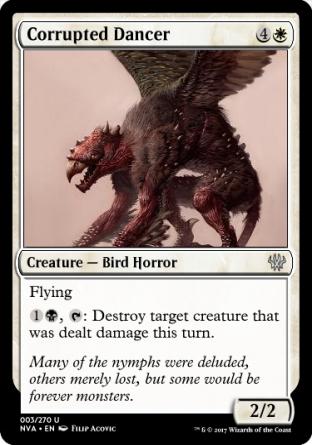 Corrupted Dancer 4
Creature — Bird Horror
Flying
1, : Destroy target creature that
was dealt damage this turn.
Many of the nymphs were deluded,
others merely lost, but some would be
forever monsters.
2/2
003/270 U
NVA • EN FILIP ACOVIC
™ & © 2017 Wizards of the Coast